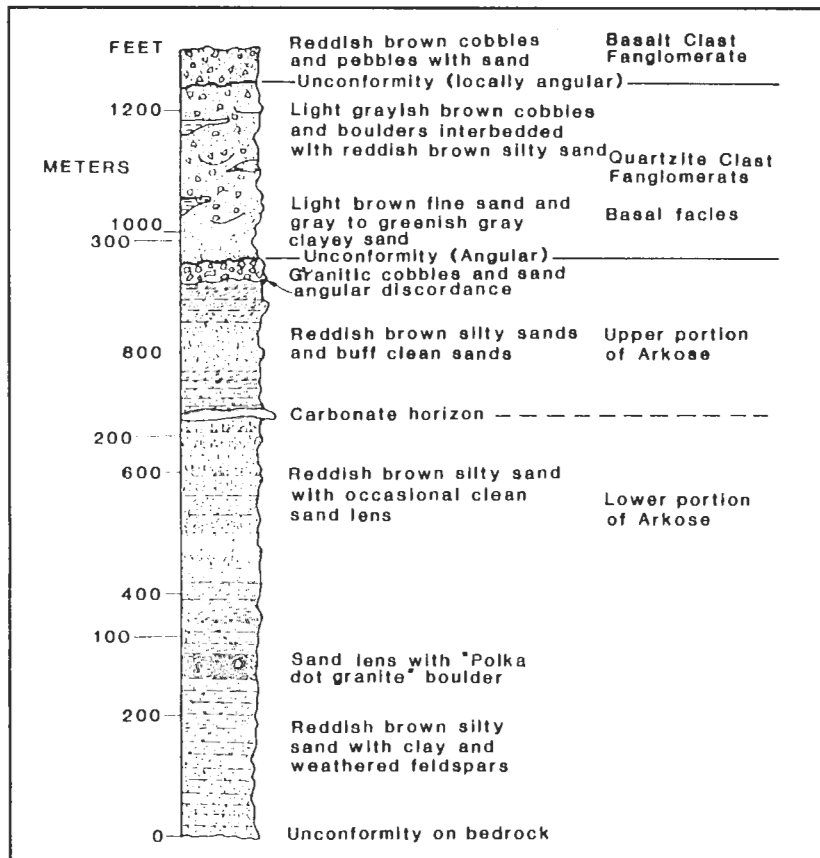 FEET
Reddish brown cobbles
and pebbles with sand
Basalt Clast
Fanglomerate
Unconformity (locally angular)
1200
Light grayish brown cobbles
and boulders interbedded
with reddish brown silty sand
METERS
Quartzite Clast
Fanglomerats
Light brown fine sand and
gray to greenish gray
clayey sand
Basal facies
1000
300
Unconformity (Angular)
Granitic cobbles and sand
angular discordance
800
Reddish brown silty sands
and buff clean sands
Upper portion
of Arkose
Carbonate horizon
200
600
Reddish brown silty sand
with occasional clean
sand lens
Lower portion
of Arkose
400
100
Sand lens with "Polka
dot granite" boulder
200
Reddish brown silty
sand with clay and
weathered feldspars
0
Unconformity on bedrock